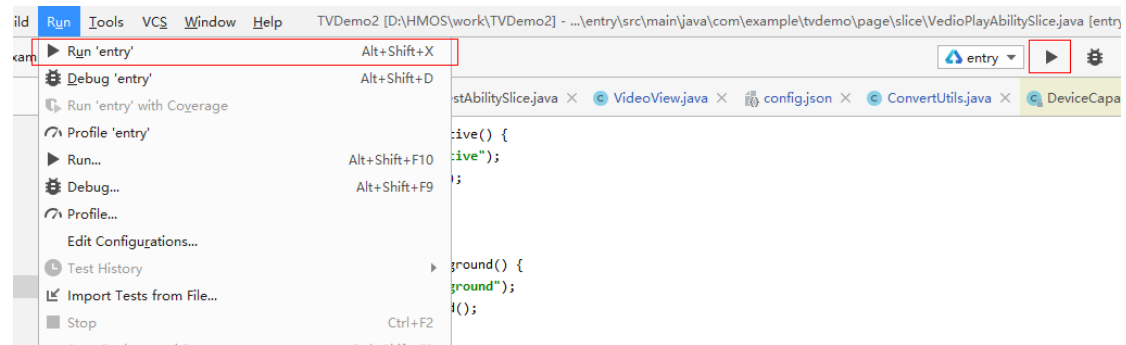 ild Run Tools VCS Window Help TVDemo2 [D:\HMOS\work\TVDemo2] - ...\entry\src\main\java\com\example\tvdemo\page\slice\VedioPlayAbilitySlice.java [entry
xam Run 'entry' Alt+Shift+X entry
Debug 'entry' Alt+Shift+D
Run 'entry' with Coverage estAbilitySlice.java VideoView.java config.json ConvertUtils.java DeviceCapa
Profile 'entry' tive() {
Run... Alt+Shift+F10 tive");
Debug... Alt+Shift+F9 );
Profile...
Edit Configurations...
Test History ground() {
Import Tests from File... ground");
Stop Ctrl+F2 d();